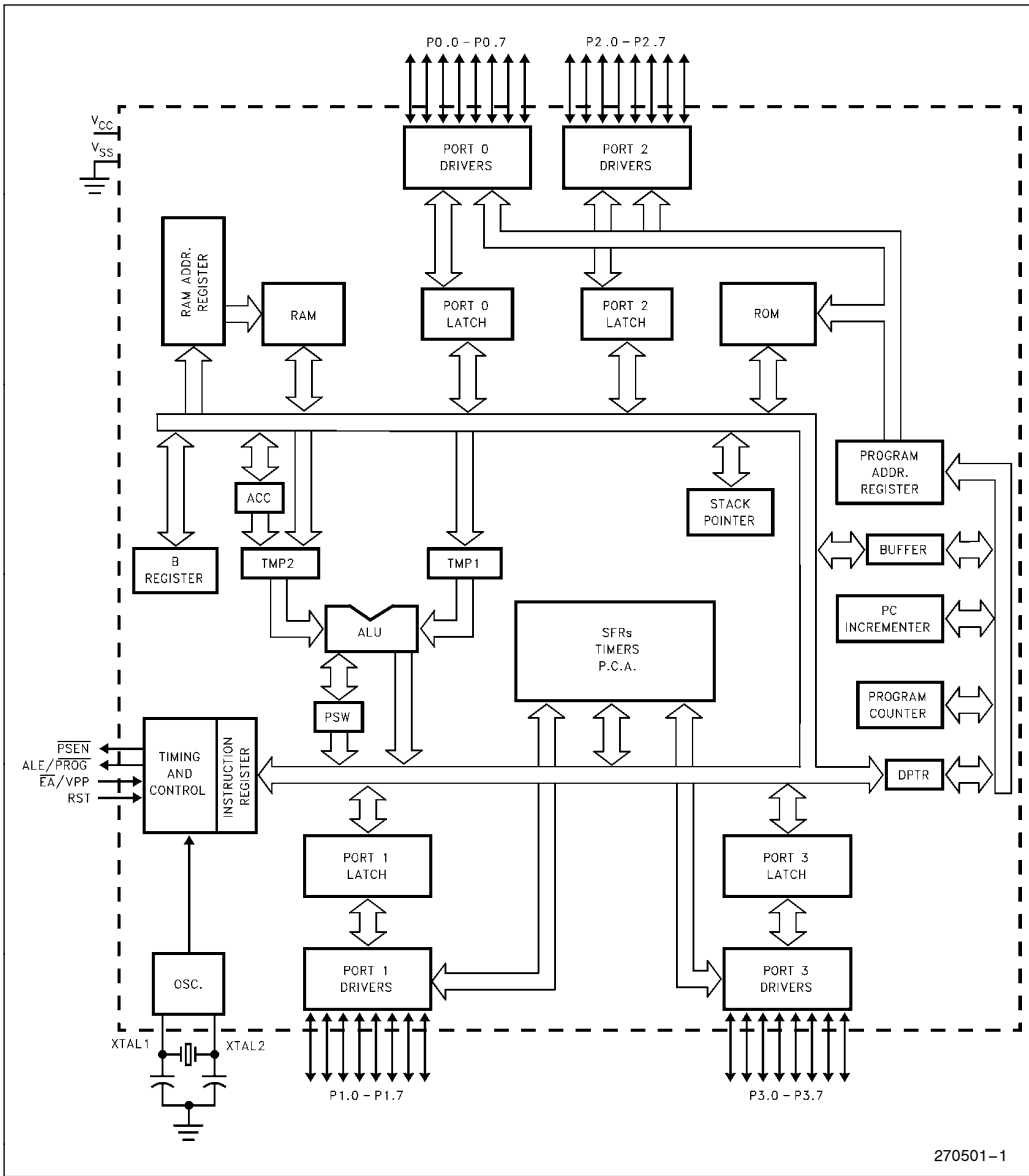 P0.0 – P0.7
P2.0 – P2.7
VCC
VSS
PORT 0
DRIVERS
PORT 2
DRIVERS
RAM ADDR.
REGISTER
RAM
PORT 0
LATCH
PORT 2
LATCH
ROM
PROGRAM
ADDR.
REGISTER
ACC
STACK
POINTER
B
REGISTER
TMP2
TMP1
BUFFER
ALU
SFRs
TIMERS
P.C.A.
PC
INCREMENTER
PSW
PROGRAM
COUNTER
PSEN
ALE/PROG
EA/VPP
RST
TIMING
AND
CONTROL
INSTRUCTION
REGISTER
DPTR
PORT 1
LATCH
PORT 3
LATCH
OSC.
PORT 1
DRIVERS
PORT 3
DRIVERS
XTAL1
XTAL2
P1.0 – P1.7
P3.0 – P3.7
270501–1